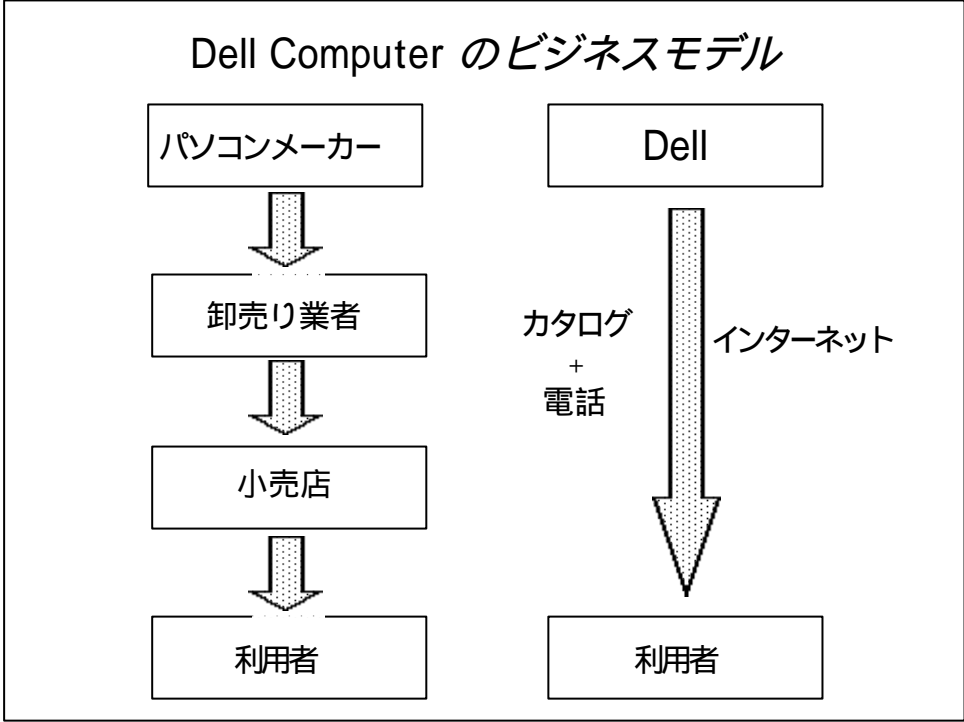 Dell Computer のビジネスモデル
パソコンメーカー
卸売り業者
小売店
利用者
Dell
カタログ
+
電話
インターネット
利用者